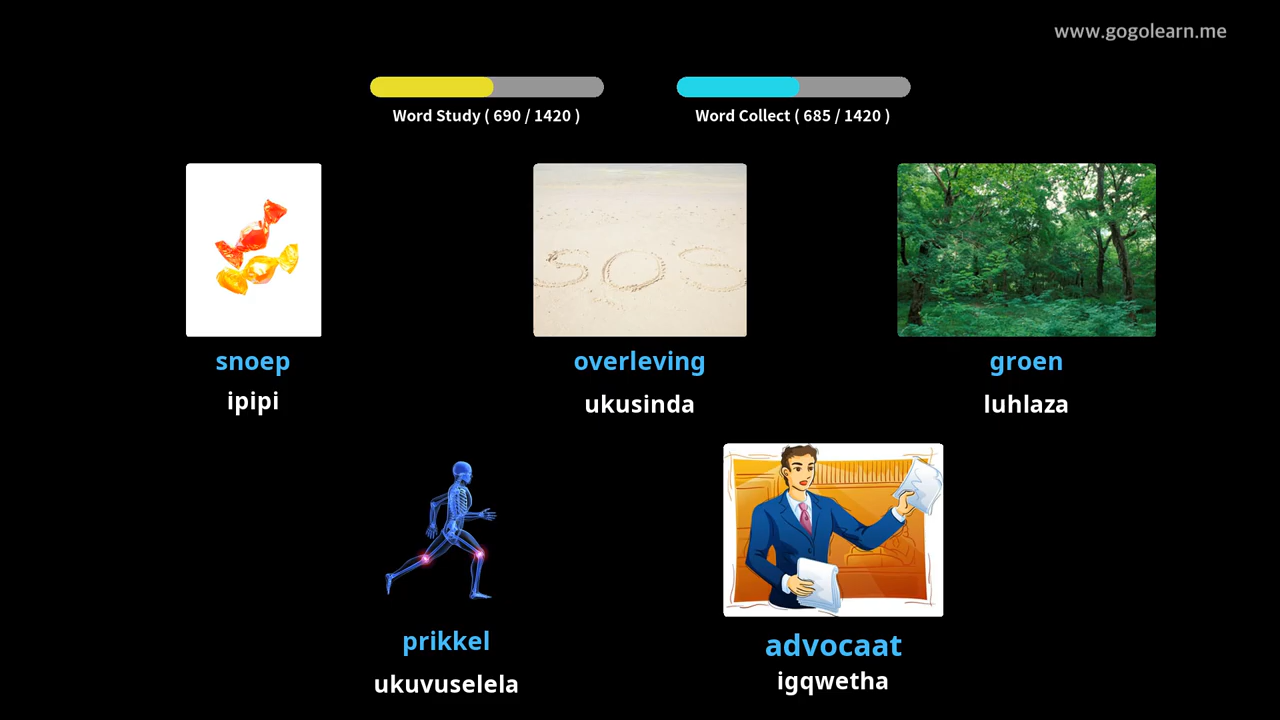 www.gogolearn.me
Word Study ( 690 / 1420 )
Word Collect ( 685 / 1420 )
SOS
snoep
ipipi
overleving
ukusinda
groen
luhlaza
prikkel
ukuvuselela
advocaat
igqwetha